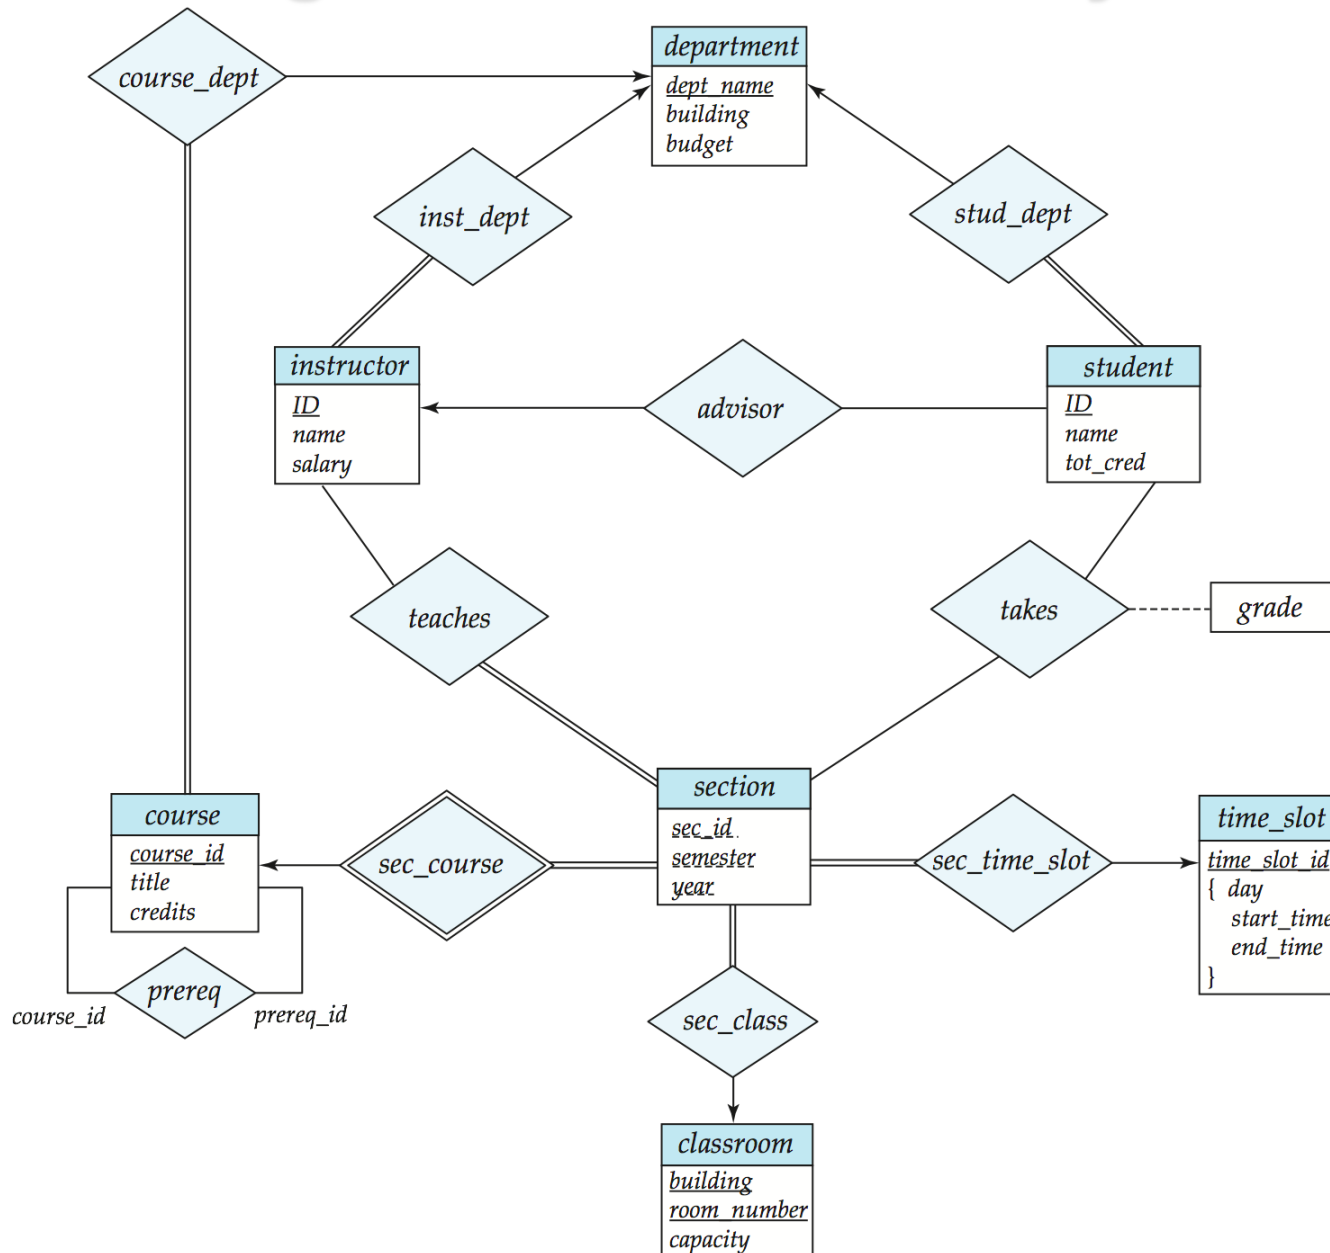 department
dept_name
building
budget
course_dept
inst_dept
stud_dept
instructor
ID
name
salary
advisor
student
ID
name
tot_cred
teaches
takes
grade
section
sec_id
semester
year
course
course_id
title
credits
sec_course
sec_time_slot
time_slot
time_slot_id
{ day
start_time
end_time
}
prereq
course_id
prereq_id
sec_class
classroom
building
room_number
capacity